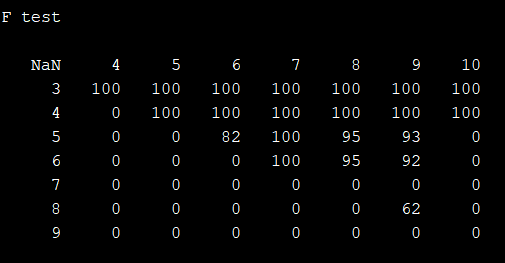 F test
NaN 4 5 6 7 8 9 10
3 100 100 100 100 100 100 100
4 0 100 100 100 100 100 100
5 0 0 82 100 95 93 0
6 0 0 0 100 95 92 0
7 0 0 0 0 0 0 0
8 0 0 0 0 0 62 0
9 0 0 0 0 0 0 0